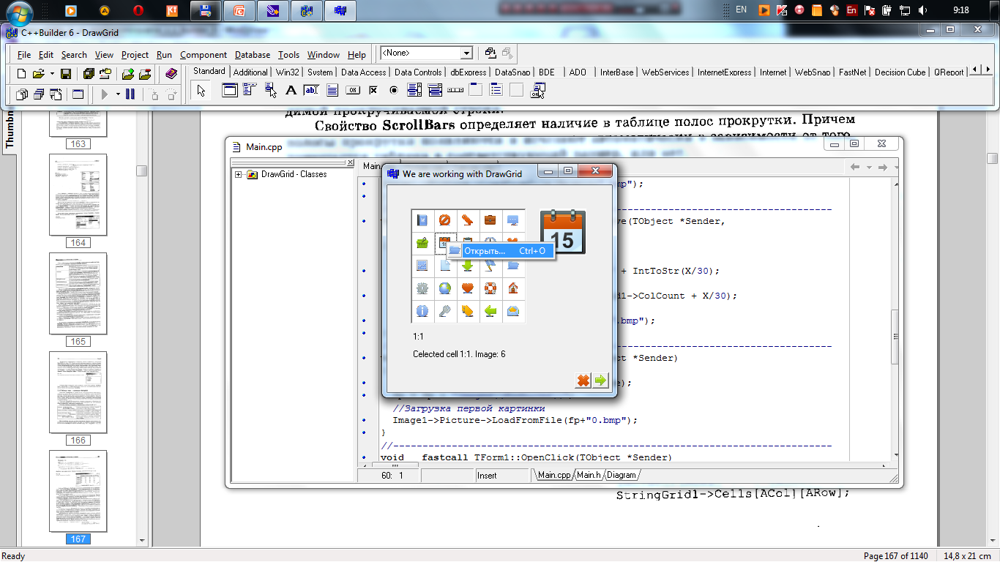 EN
En
9:18
C++Builder 6 - DrawGrid
File Edit Search View Project Run Component Database Tools Window Help
<None>
Standard Additional Win32 System Data Access Data Controls dbExpress DataSnap BDE ADO InterBase WebServices InternetExpress Internet WebSnap FastNet Decision Cube QReport
Thumbn
димой прокручиваемой строки.
Свойство ScrollBars определяет наличие в таблице полос прокрутки. Причем
163
164
165
166
167
Main.cpp
DrawGrid - Classes
Main
We are working with DrawGrid
15
Открыть... Ctrl+O
1:1
Celected cell 1:1. Image: 6
mp");
ve(TObject *Sender,
+ IntToStr(X/30);
d1->ColCount + X/30);
.bmp");
ct *Sender)
e);
//Загрузка первой картинки
Image1->Picture->LoadFromFile(fp+"0.bmp");
}
//------------------------------------------------------------------------------
void fastcall TForm1::OpenClick(TObject *Sender)
60: 1
Insert
Main.cpp Main.h Diagram
StringGrid1->Cells[ACol][ARow];
Ready
Page 167 of 1140
14,8 x 21 cm